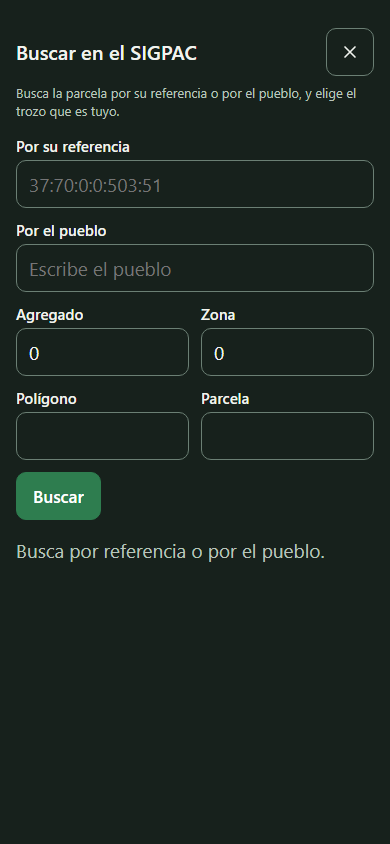 Buscar en el SIGPAC
Busca la parcela por su referencia o por el pueblo, y elige el
trozo que es tuyo.
Por su referencia
37:70:0:0:503:51
Por el pueblo
Escribe el pueblo
Agregado
Zona
0
0
Polígono
Parcela
Buscar
Busca por referencia o por el pueblo.